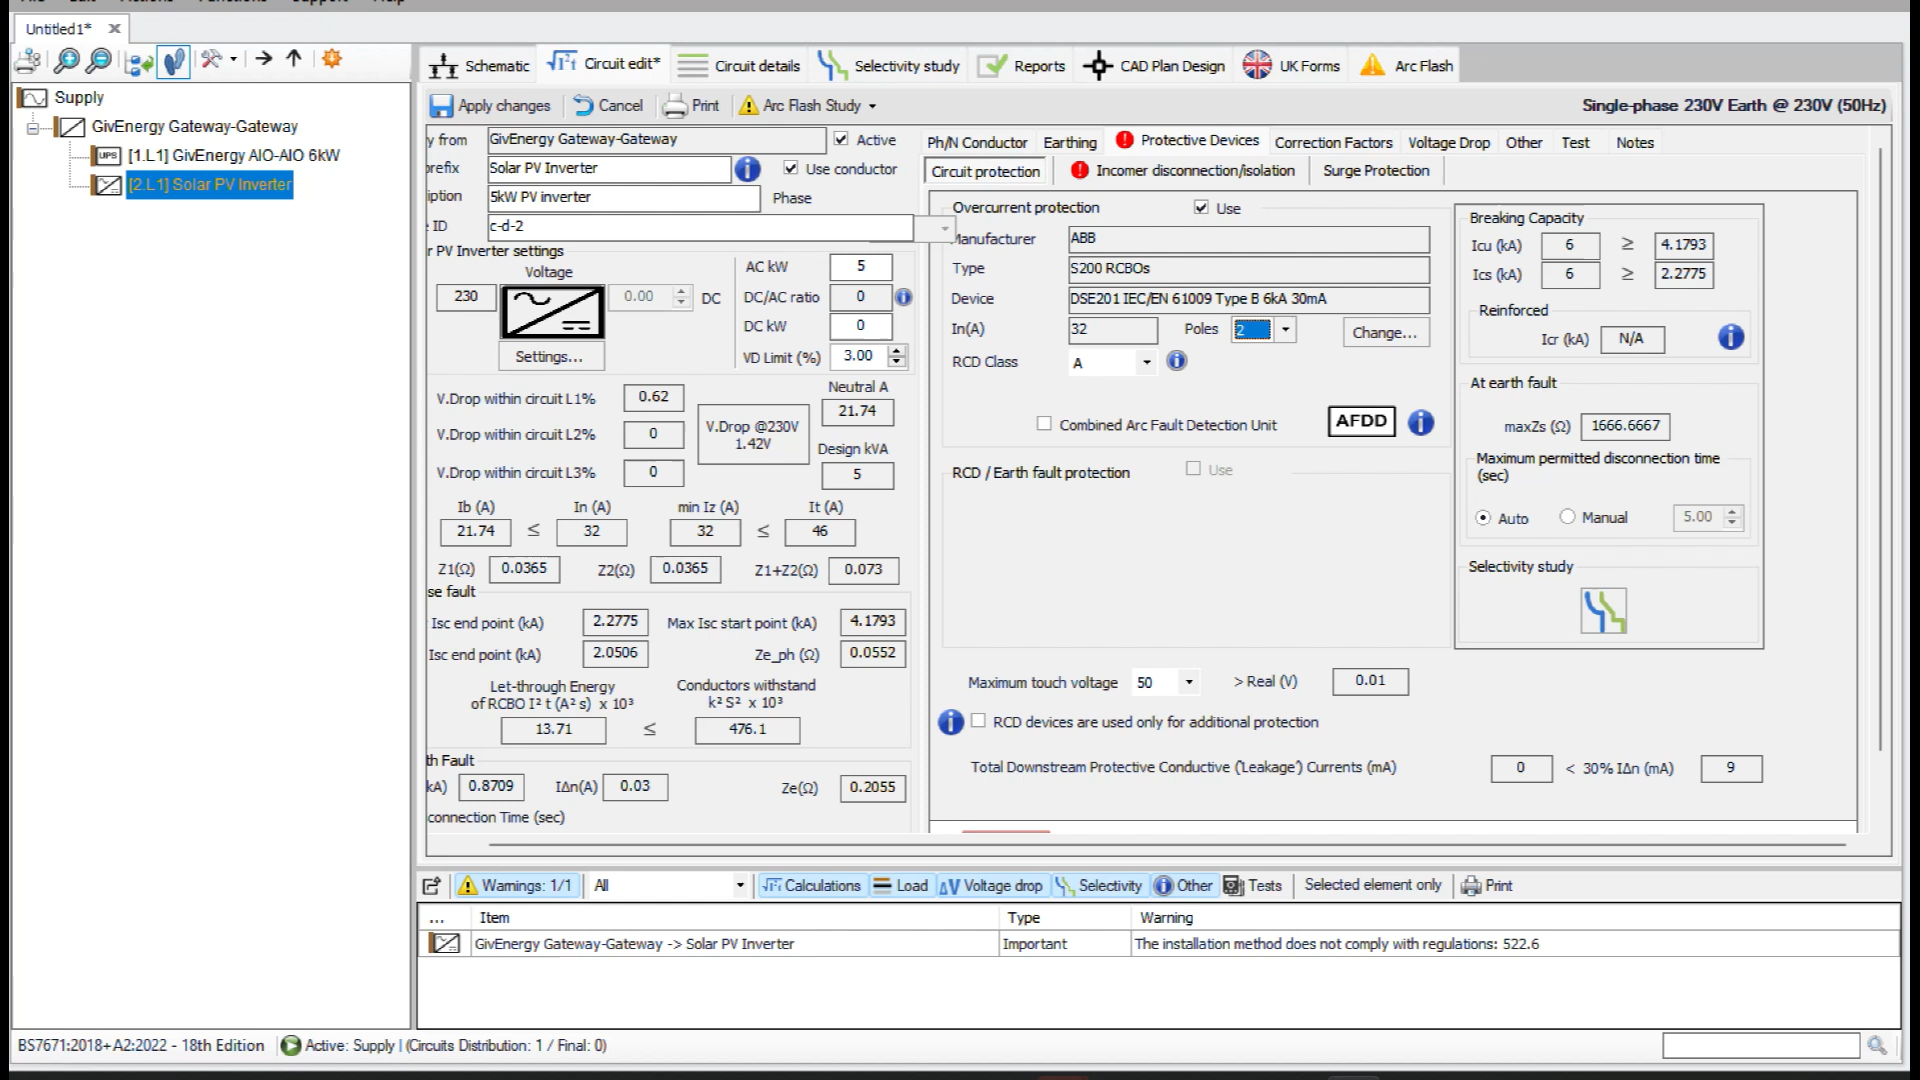 Untitled1*
Schematic
Circuit edit*
Circuit details
Selectivity study
Reports
CAD Plan Design
UK Forms
Arc Flash
Supply
GivEnergy Gateway-Gateway
UPS [1.L1] GivEnergy AIO-AIO 6kW
[2.L1] Solar PV Inverter
Apply changes
Cancel
Print
Arc Flash Study
Single-phase 230V Earth @ 230V (50Hz)
y from GivEnergy Gateway-Gateway Active
refix Solar PV Inverter Use conductor
iption 5kW PV inverter Phase
ID c-d-2
r PV Inverter settings
Voltage
230 0.00 DC
Settings...
AC kW 5
DC/AC ratio 0
DC kW 0
VD Limit (%) 3.00
V.Drop within circuit L1% 0.62
V.Drop within circuit L2% 0
V.Drop within circuit L3% 0
V.Drop @230V
1.42V
Neutral A
21.74
Design kVA
5
Ib (A) In (A) min Iz (A) It (A)
21.74 ≤ 32 32 ≤ 46
Z1(Ω) 0.0365 Z2(Ω) 0.0365 Z1+Z2(Ω) 0.073
se fault
Isc end point (kA) 2.2775 Max Isc start point (kA) 4.1793
Isc end point (kA) 2.0506 Ze_ph (Ω) 0.0552
Let-through Energy
of RCBO I² t (A² s) x 10³
Conductors withstand
k² S² x 10³
13.71 ≤ 476.1
th Fault
kA) 0.8709 IΔn(A) 0.03 Ze(Ω) 0.2055
connection Time (sec)
Ph/N Conductor
Earthing
Protective Devices
Correction Factors
Voltage Drop
Other
Test
Notes
Circuit protection
Incomer disconnection/isolation
Surge Protection
Overcurrent protection Use
Manufacturer ABB
Type S200 RCBOs
Device DSE201 IEC/EN 61009 Type B 6kA 30mA
In(A) 32 Poles 2 Change...
RCD Class A
Combined Arc Fault Detection Unit AFDD
RCD / Earth fault protection Use
Breaking Capacity
Icu (kA) 6 ≥ 4.1793
Ics (kA) 6 ≥ 2.2775
Reinforced
Icr (kA) N/A
At earth fault
maxZs (Ω) 1666.6667
Maximum permitted disconnection time
(sec)
Auto Manual 5.00
Selectivity study
Maximum touch voltage 50 > Real (V) 0.01
RCD devices are used only for additional protection
Total Downstream Protective Conductive ('Leakage') Currents (mA) 0 < 30% IΔn (mA) 9
Warnings: 1/1
All
Calculations
Load
ΔV Voltage drop
Selectivity
Other
Tests
Selected element only
Print
... Item Type Warning
GivEnergy Gateway-Gateway -> Solar PV Inverter Important The installation method does not comply with regulations: 522.6
BS7671:2018+A2:2022 - 18th Edition Active: Supply | (Circuits Distribution: 1 / Final: 0)